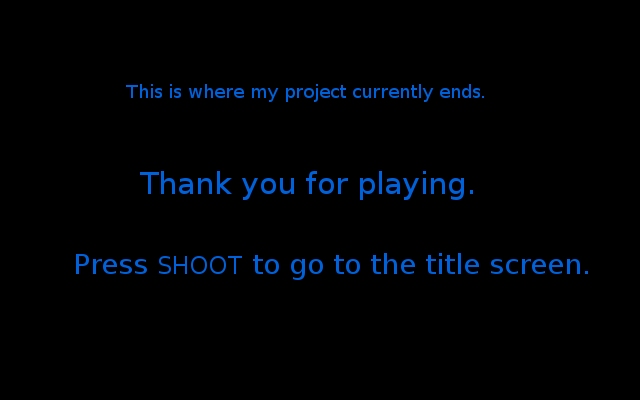 This is where my project currently ends.
Thank you for playing.
Press SHOOT to go to the title screen.